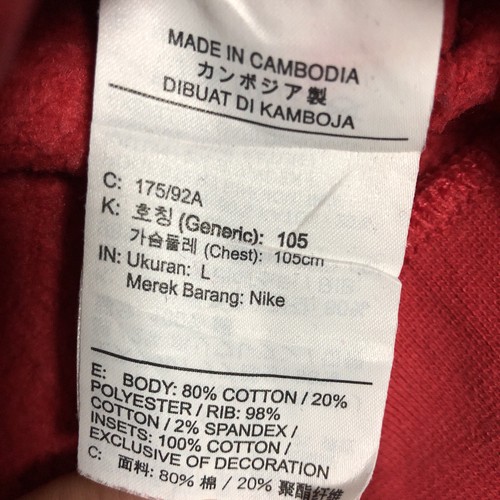 MADE IN CAMBODIA
カンボジア製
DIBUAT DI KAMBOJA
C: 175/92A
K: 호칭 (Generic): 105
가슴둘레 (Chest): 105cm
IN: Ukuran: L
Merek Barang: Nike
E: BODY: 80% COTTON / 20%
POLYESTER / RIB: 98%
COTTON / 2% SPANDEX /
INSETS: 100% COTTON /
EXCLUSIVE OF DECORATION
C: 面料: 80% 棉 / 20% 聚酯纤维